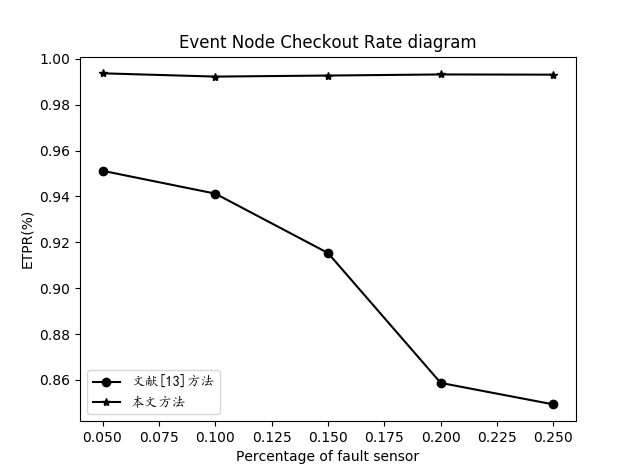 Event Node Checkout Rate diagram
1.00
0.98
0.96
0.94
0.92
0.90
0.88
0.86
ETPR(%)
文献[13]方法
本文方法
0.050 0.075 0.100 0.125 0.150 0.175 0.200 0.225 0.250
Percentage of fault sensor